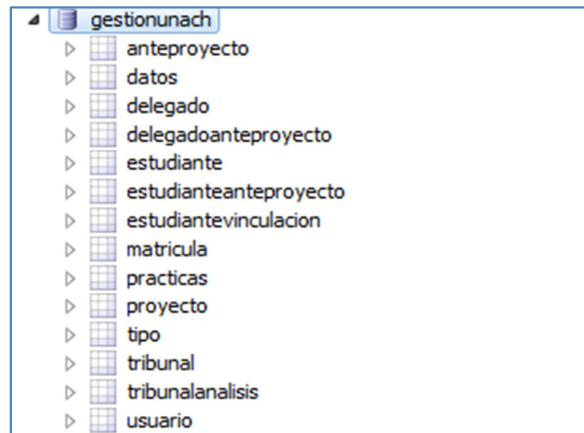 gestionunach
anteproyecto
datos
delegado
delegadoanteproyecto
estudiante
estudianteanteproyecto
estudiantevinculacion
matricula
practicas
proyecto
tipo
tribunal
tribunalanalisis
usuario